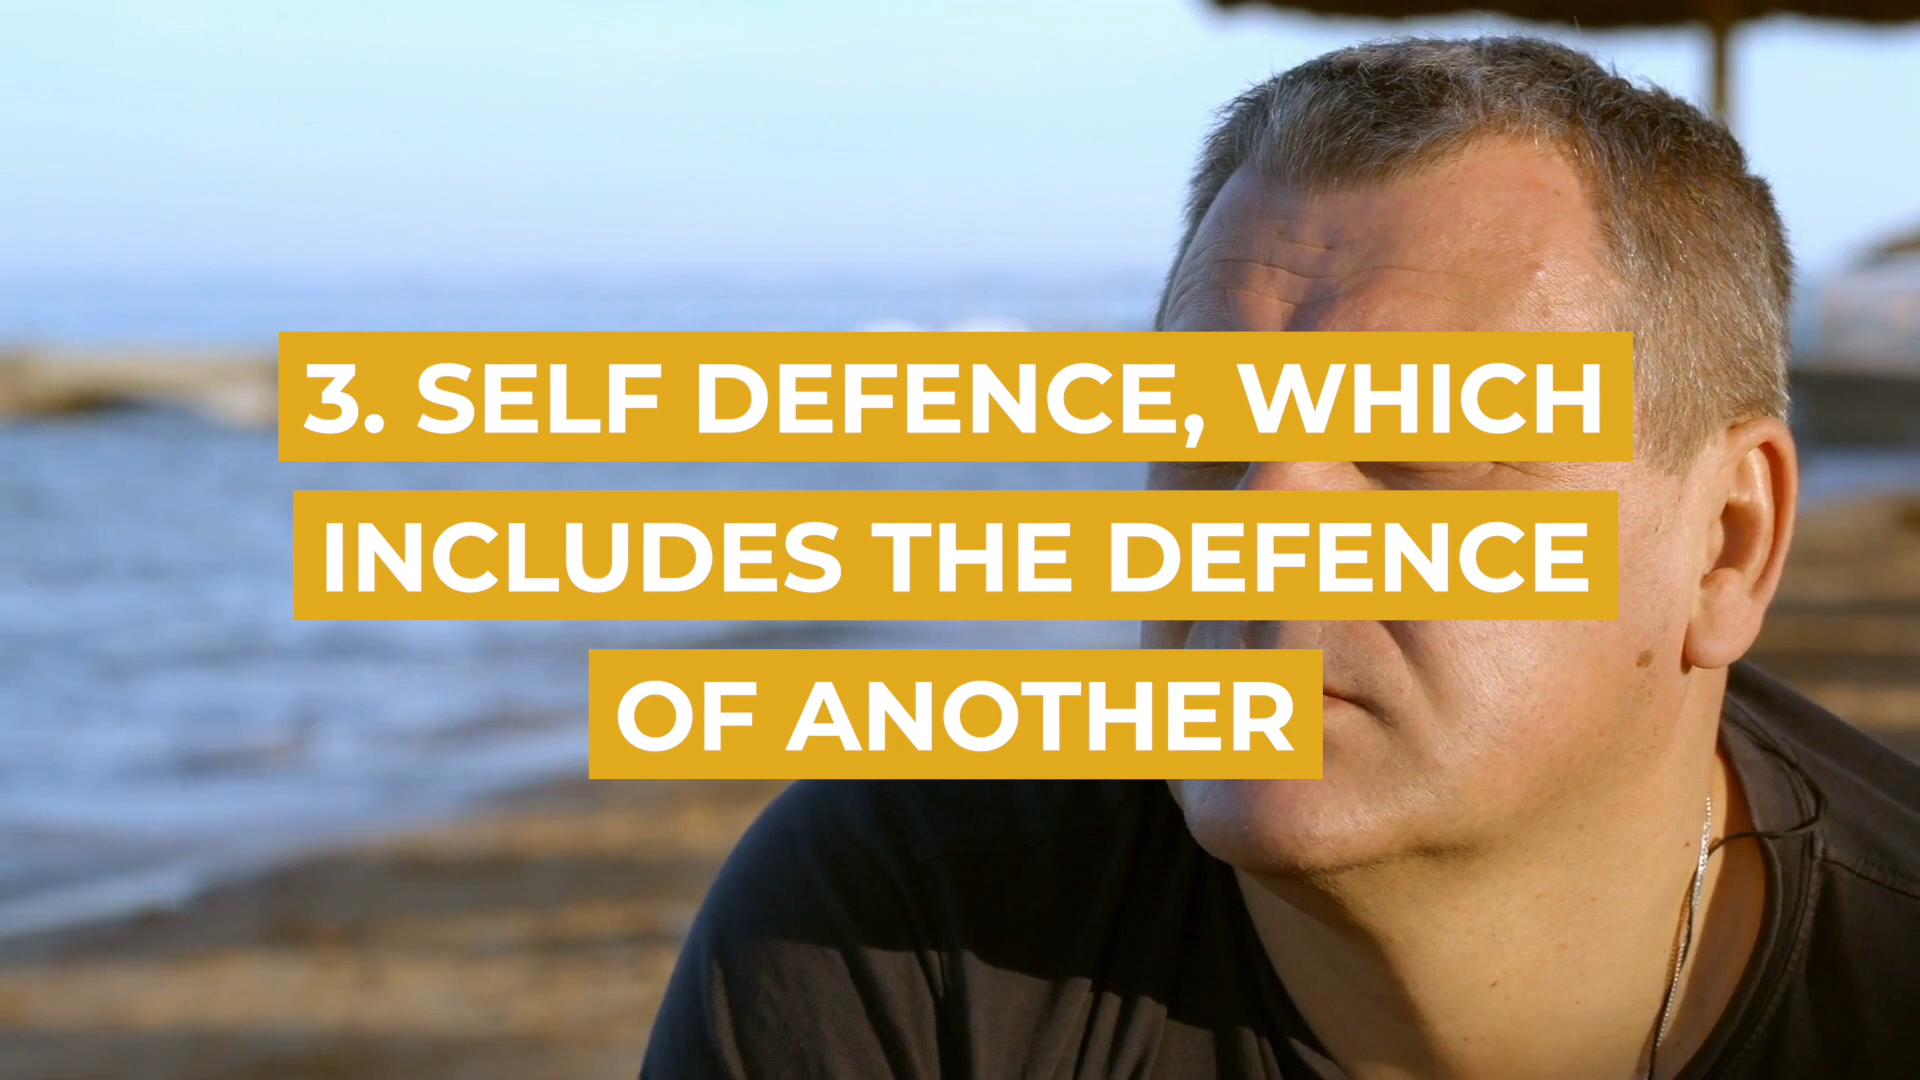 3. SELF DEFENCE, WHICH
INCLUDES THE DEFENCE
OF ANOTHER